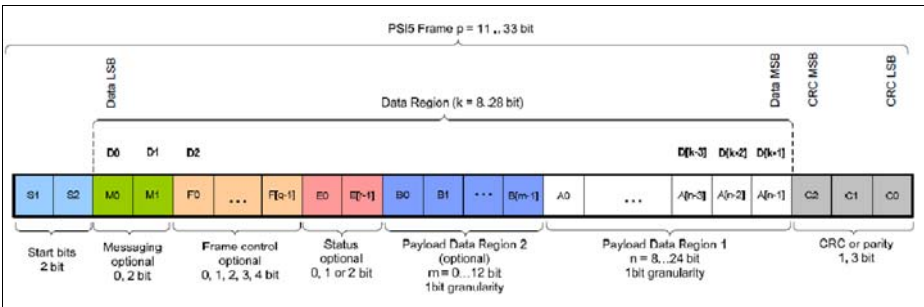 PSI5 Frame p = 11 .. 33 bit
Data LSB
Data MSB
CRC MSB
CRC LSB
Data Region (k = 8..28 bit)
D0 D1 D2 D[k-3] D[k-2] D[k-1]
S1 S2 M0 M1 F0 ... F[q-1] E0 E[r-1] B0 B1 ... B[m-1] A0 ... A[n-3] A[n-2] A[n-1] C2 C1 C0
Start bits
2 bit
Messaging
optional
0, 2 bit
Frame control
optional
0, 1, 2, 3, 4 bit
Status
optional
0, 1 or 2 bit
Payload Data Region 2
(optional)
m = 0...12 bit
1bit granularity
Payload Data Region 1
n = 8...24 bit
1bit granularity
CRC or parity
1, 3 bit